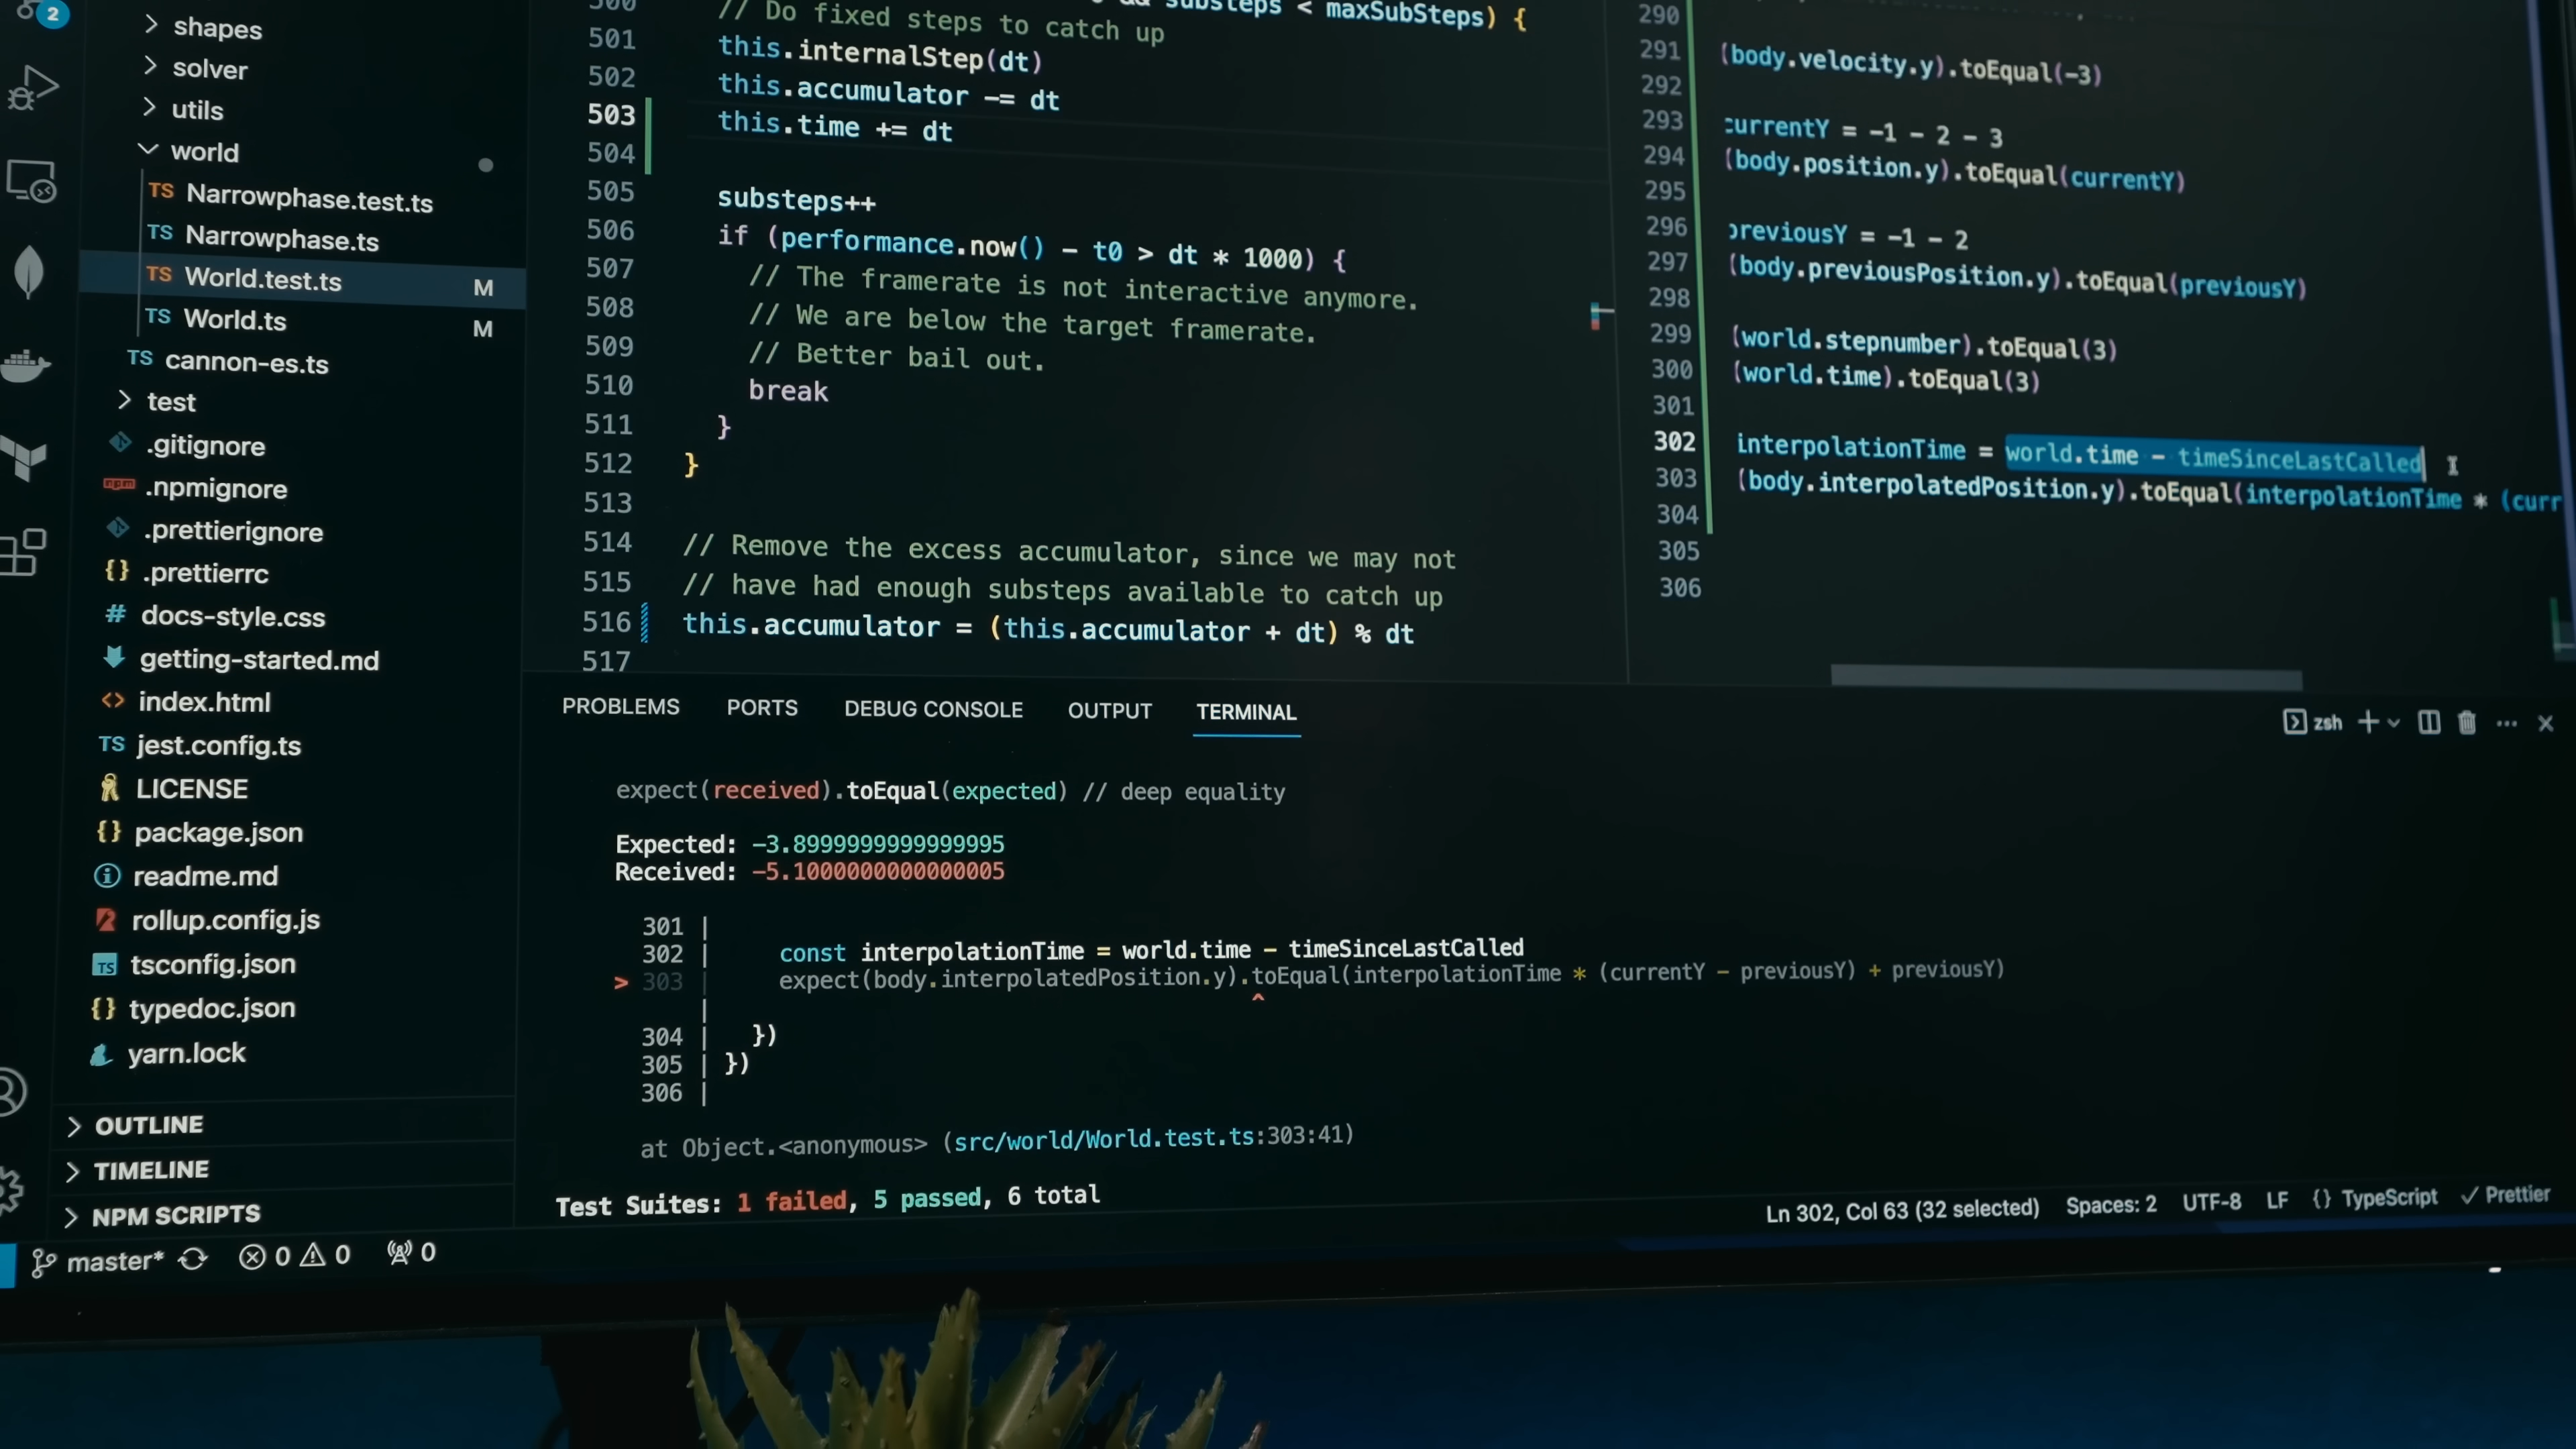 2
shapes
solver
utils
world
TS Narrowphase.test.ts
TS Narrowphase.ts
TS World.test.ts M
TS World.ts M
TS cannon-es.ts
test
.gitignore
npm .npmignore
.prettierignore
{} .prettierrc
# docs-style.css
getting-started.md
<> index.html
TS jest.config.ts
LICENSE
{} package.json
readme.md
rollup.config.js
TS tsconfig.json
{} typedoc.json
yarn.lock
OUTLINE
TIMELINE
NPM SCRIPTS
500 substeps < maxSubSteps) {
501 // Do fixed steps to catch up
502 this.internalStep(dt)
503 this.accumulator -= dt
504 this.time += dt
505 substeps++
506 if (performance.now() - t0 > dt * 1000) {
507 // The framerate is not interactive anymore.
508 // We are below the target framerate.
509 // Better bail out.
510 break
511 }
512 }
513
514 // Remove the excess accumulator, since we may not
515 // have had enough substeps available to catch up
516 this.accumulator = (this.accumulator + dt) % dt
517
290
291 (body.velocity.y).toEqual(-3)
292
293 currentY = -1 - 2 - 3
294 (body.position.y).toEqual(currentY)
295
296 previousY = -1 - 2
297 (body.previousPosition.y).toEqual(previousY)
298
299 (world.stepnumber).toEqual(3)
300 (world.time).toEqual(3)
301
302 interpolationTime = world.time - timeSinceLastCalled
303 (body.interpolatedPosition.y).toEqual(interpolationTime * (curr
304
305
306
PROBLEMS PORTS DEBUG CONSOLE OUTPUT TERMINAL
zsh
expect(received).toEqual(expected) // deep equality
Expected: -3.8999999999999995
Received: -5.1000000000000005
301 |
302 | const interpolationTime = world.time - timeSinceLastCalled
> 303 | expect(body.interpolatedPosition.y).toEqual(interpolationTime * (currentY - previousY) + previousY)
| ^
304 | })
305 | })
306 |
at Object.<anonymous> (src/world/World.test.ts:303:41)
Test Suites: 1 failed, 5 passed, 6 total
master* 0 0 0
Ln 302, Col 63 (32 selected) Spaces: 2 UTF-8 LF {} TypeScript Prettier